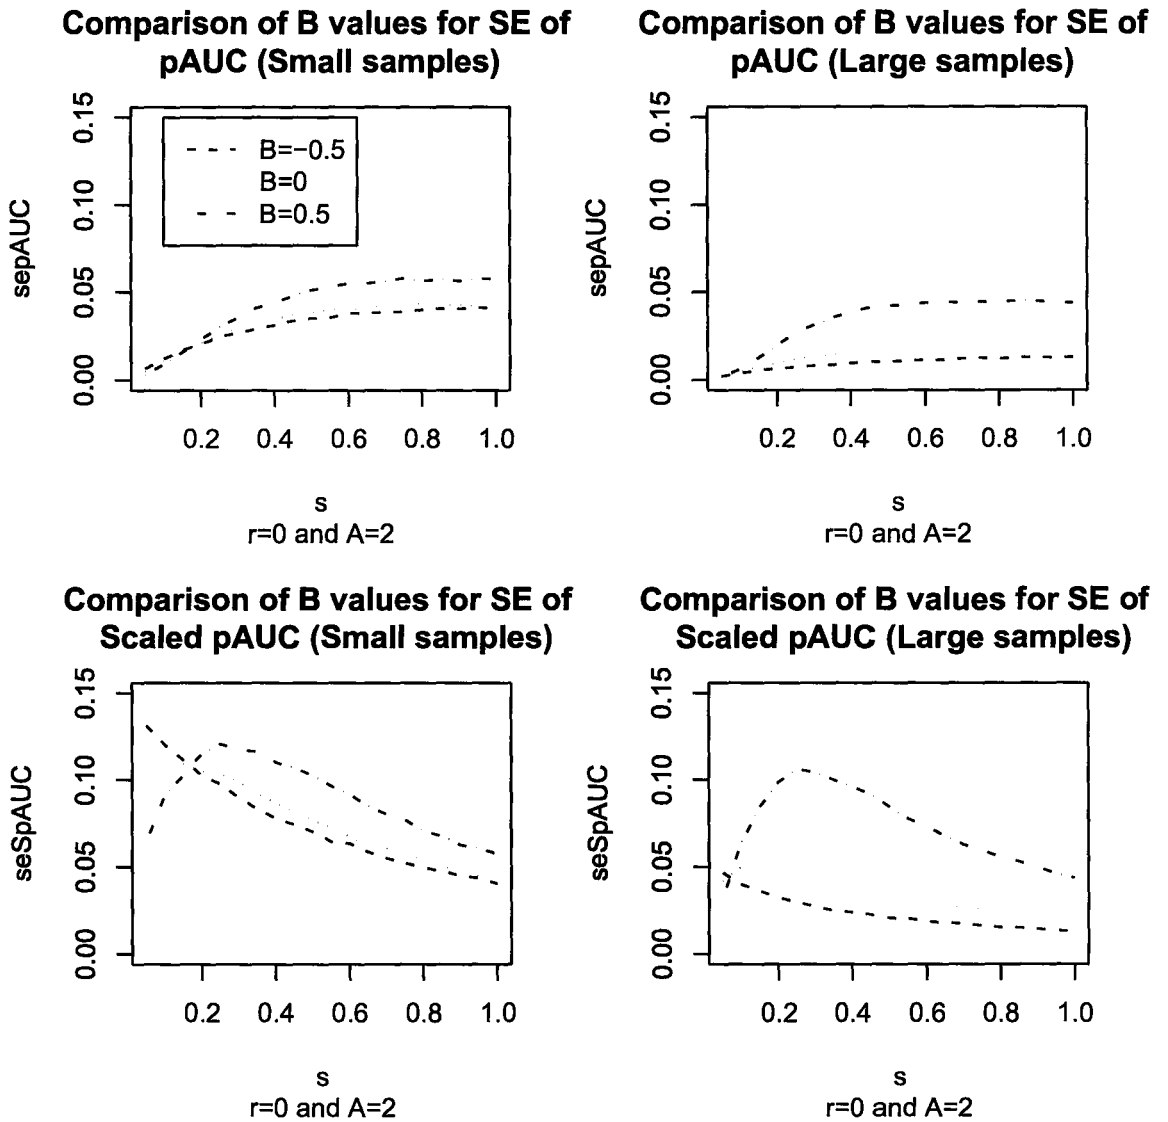 Comparison of B values for SE of
pAUC (Small samples)
sepAUC
0.15
0.10
0.05
0.00
B=−0.5
B=0
B=0.5
0.2 0.4 0.6 0.8 1.0
s
r=0 and A=2
Comparison of B values for SE of
pAUC (Large samples)
sepAUC
0.15
0.10
0.05
0.00
0.2 0.4 0.6 0.8 1.0
s
r=0 and A=2
Comparison of B values for SE of
Scaled pAUC (Small samples)
seSpAUC
0.15
0.10
0.05
0.00
0.2 0.4 0.6 0.8 1.0
s
r=0 and A=2
Comparison of B values for SE of
Scaled pAUC (Large samples)
seSpAUC
0.15
0.10
0.05
0.00
0.2 0.4 0.6 0.8 1.0
s
r=0 and A=2